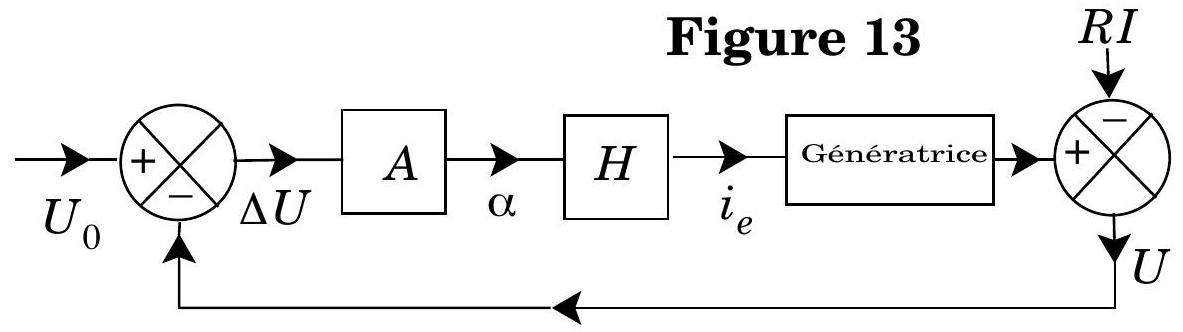 Figure 13
RI
+
−
U₀
ΔU
A
α
H
iₑ
Génératrice
+
−
U